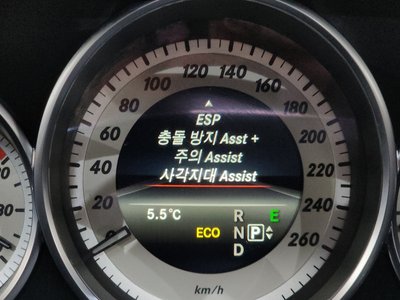 120 140
100 160
80 180
60 200
40 220
20 240
0 260
▲
ESP
충돌 방지 Asst +
주의 Assist
사각지대 Assist
5.5°C R E
ECO N P
D
km/h